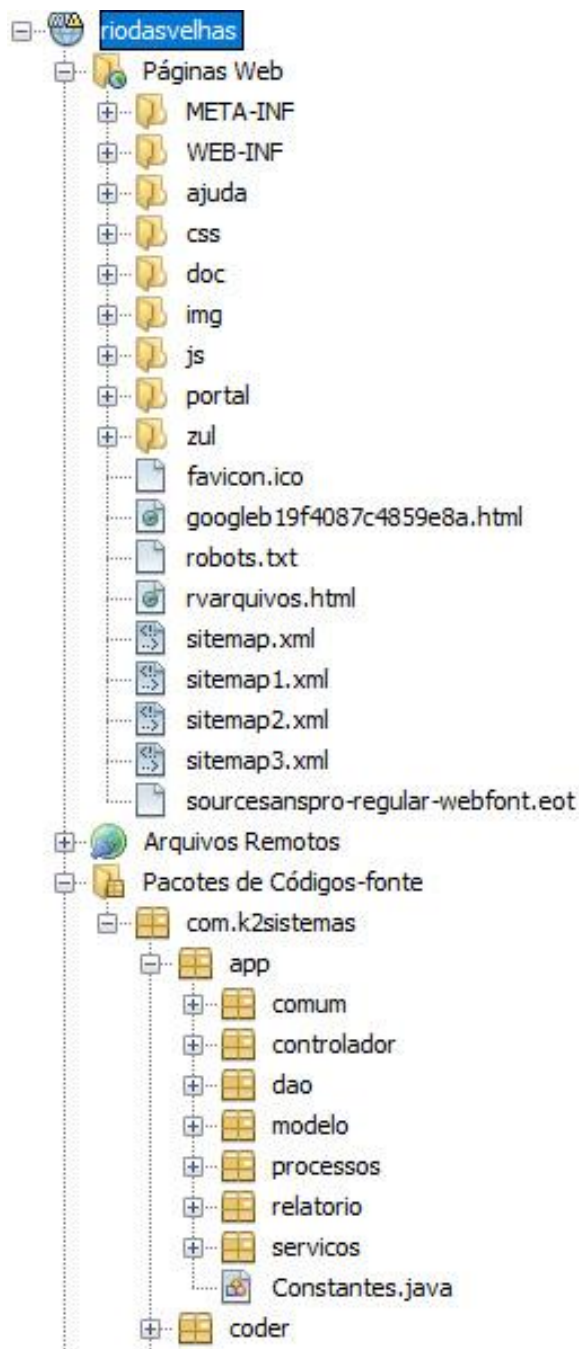 riodasvelhas
Páginas Web
META-INF
WEB-INF
ajuda
css
doc
img
js
portal
zul
favicon.ico
googleb19f4087c4859e8a.html
robots.txt
rvarquivos.html
sitemap.xml
sitemap1.xml
sitemap2.xml
sitemap3.xml
sourcesanspro-regular-webfont.eot
Arquivos Remotos
Pacotes de Códigos-fonte
com.k2sistemas
app
comum
controlador
dao
modelo
processos
relatorio
servicos
Constantes.java
coder